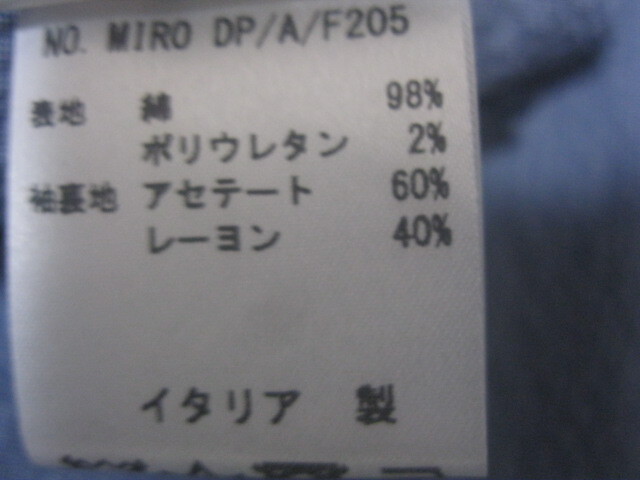 NO. MIRO DP/A/F205
表地 綿 98%
ポリウレタン 2%
袖裏地 アセテート 60%
レーヨン 40%
イタリア 製